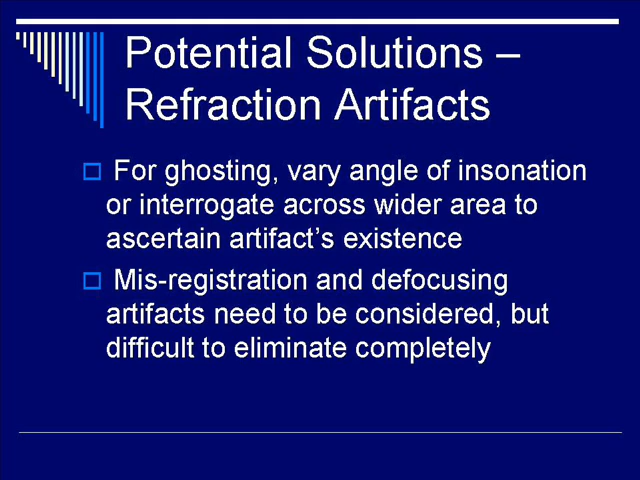 Potential Solutions –
Refraction Artifacts
For ghosting, vary angle of insonation
or interrogate across wider area to
ascertain artifact's existence
Mis-registration and defocusing
artifacts need to be considered, but
difficult to eliminate completely